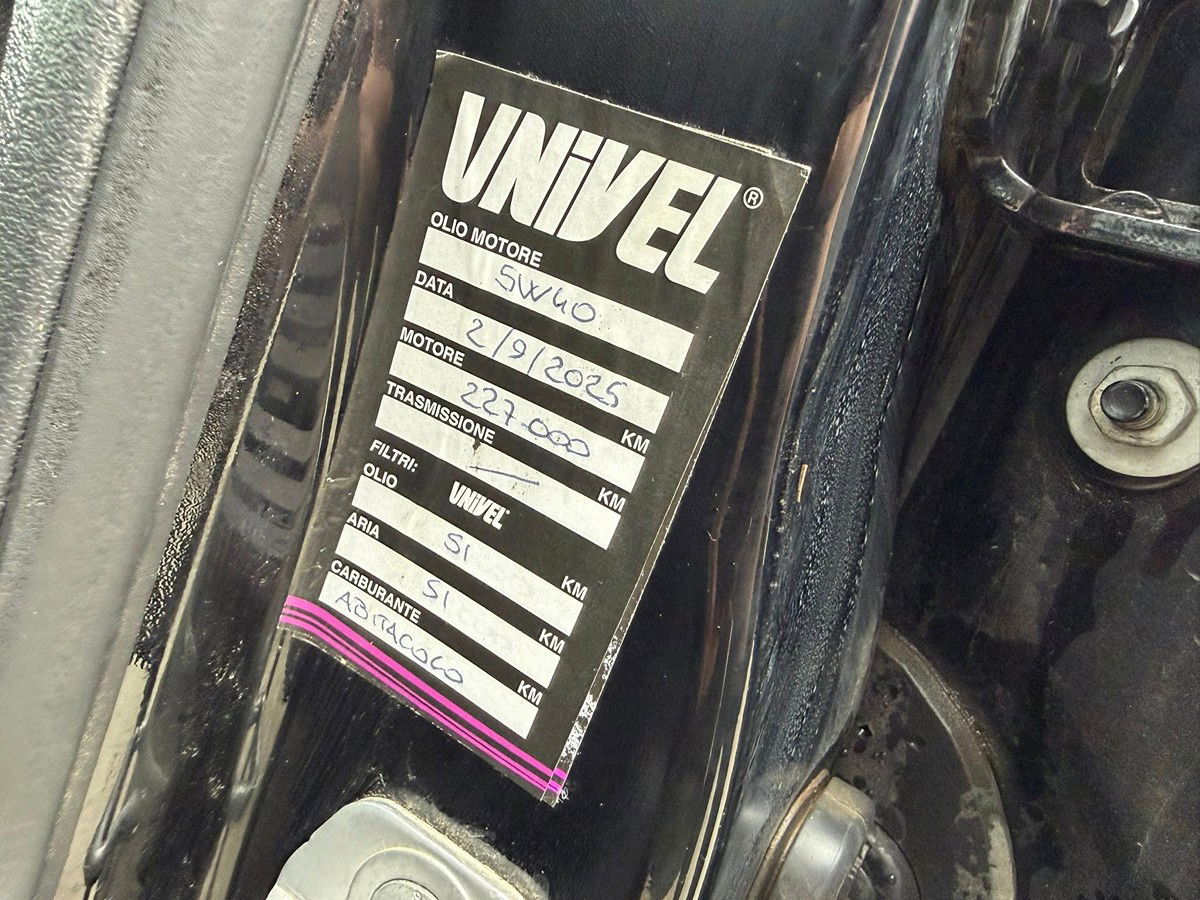 UNIVEL®
OLIO MOTORE
5W40
DATA
2/9/2025
MOTORE
227.000 KM
TRASMISSIONE
— KM
FILTRI:
UNIVEL
OLIO
SI KM
ARIA
SI KM
CARBURANTE
ABITACOLO KM